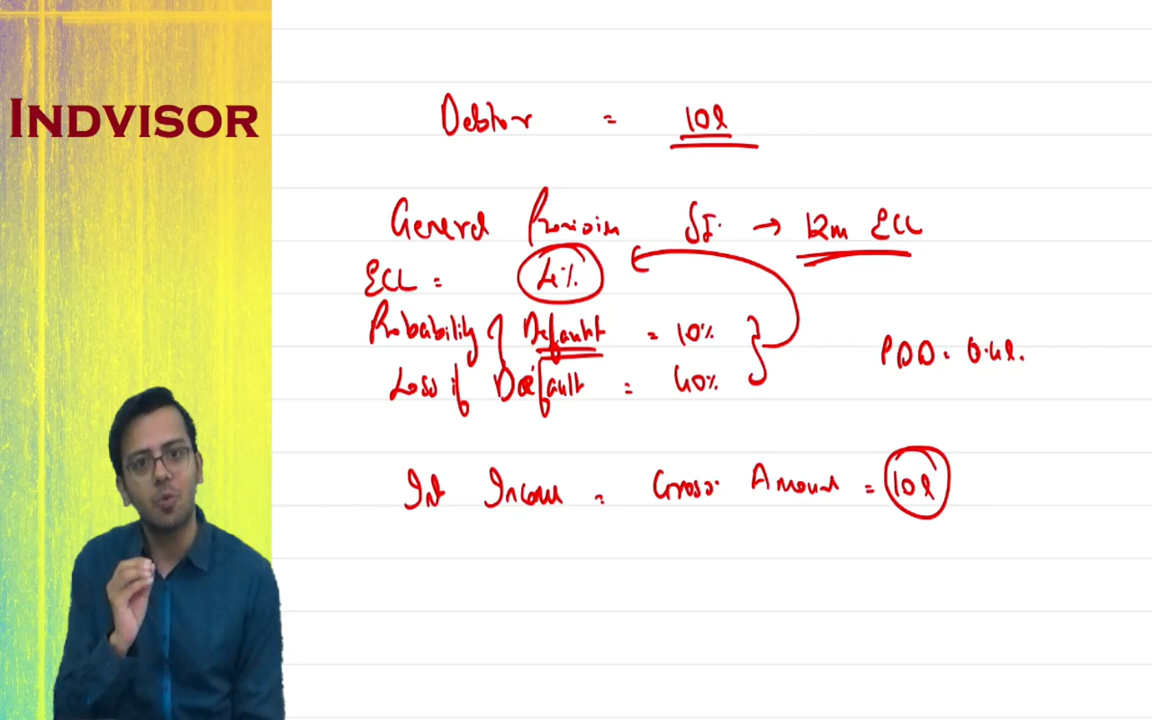 INDVISOR
Debtor = 10l
General Provision SI. → 12m ECL
ECL = 4%
Probability of Default = 10%
Loss if Default = 40%
PDD = 0.4l.
Int Income = Gross Amount = 10l